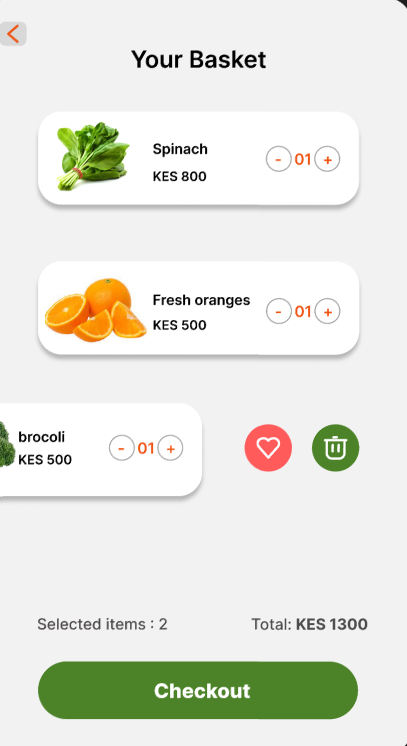 Your Basket
Spinach
KES 800
- 01 +
Fresh oranges
KES 500
- 01 +
brocoli
KES 500
- 01 +
Selected items : 2
Total: KES 1300
Checkout